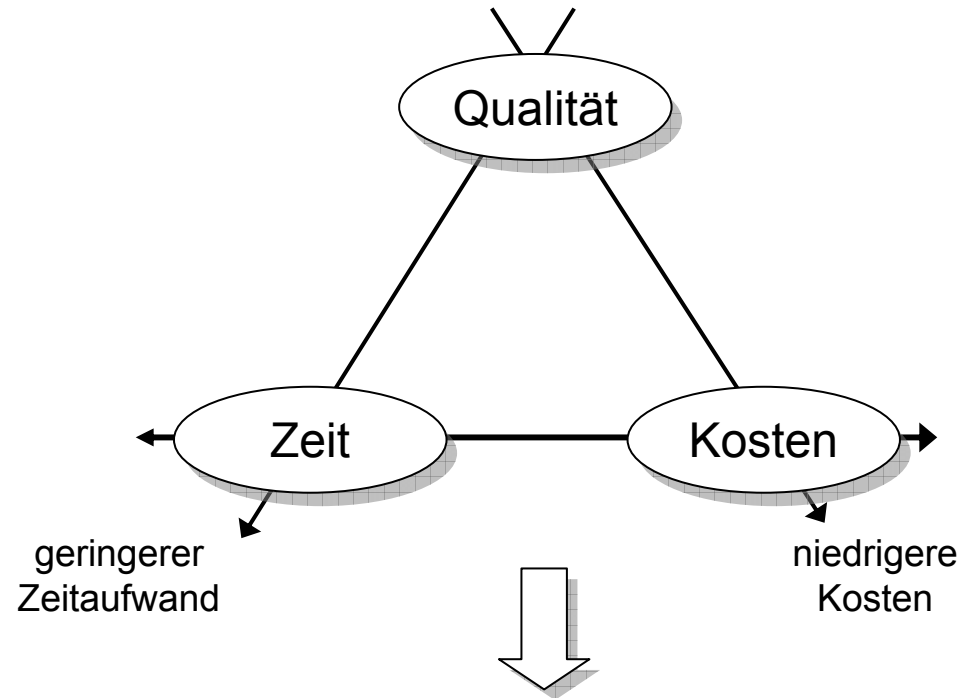 Qualität
Zeit
Kosten
geringerer
Zeitaufwand
niedrigere
Kosten